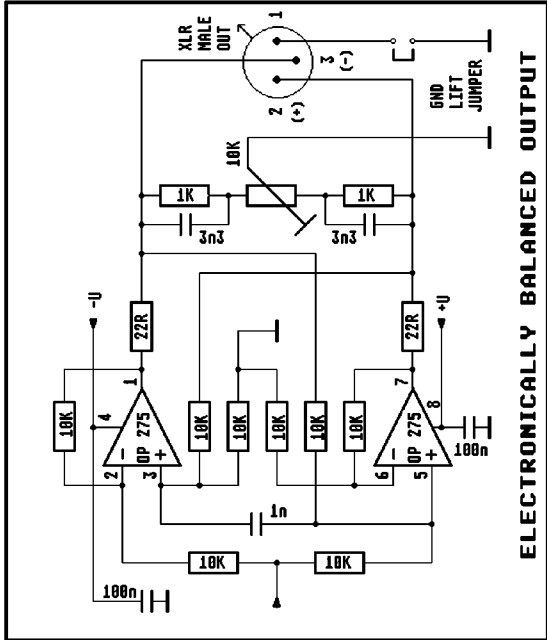 ELECTRONICALLY BALANCED OUTPUT
100n
10K
10K
1n
2
3
−
+
OP 275
4
1
10K
-U
22R
10K
10K
10K
10K
10K
6
5
−
+
OP 275
7
8
100n
+U
22R
1K
3n3
10K
1K
3n3
XLR
MALE
OUT
1
2
(+)
3
(-)
GND
LIFT
JUMPER